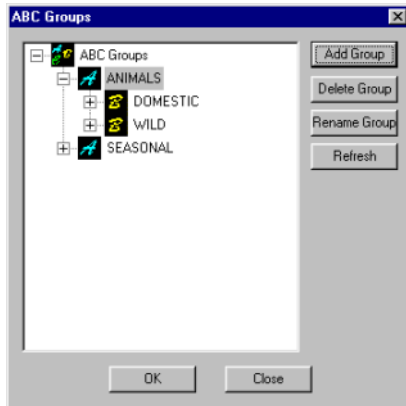 ABC Groups
ABC Groups
Add Group
A ANIMALS
Delete Group
B DOMESTIC
B WILD
Rename Group
A SEASONAL
Refresh
OK
Close